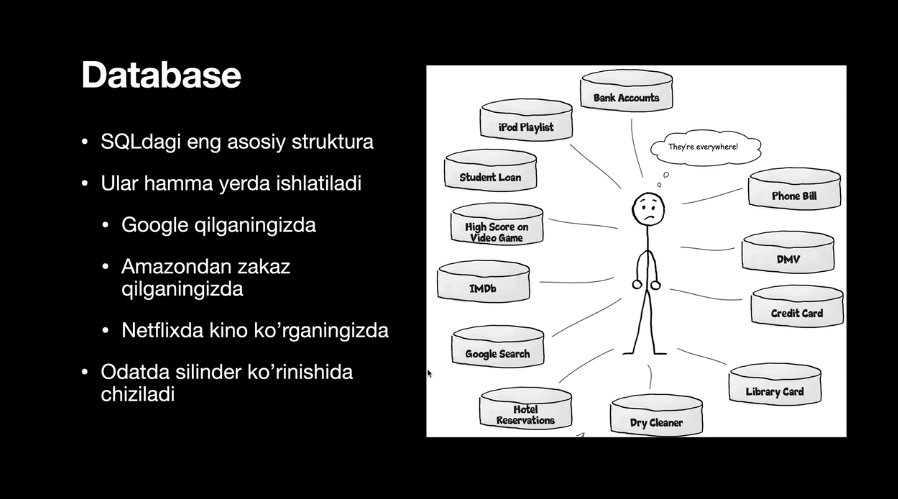 Database
• SQLdagi eng asosiy struktura
• Ular hamma yerda ishlatiladi
• Google qilganingizda
• Amazondan zakaz
qilganingizda
• Netflixda kino ko’rganingizda
• Odatda silinder ko’rinishida
chiziladi
Bank Accounts
iPod Playlist
They're everywhere!
Student Loan
Phone Bill
High Score on
Video Game
DMV
IMDb
Credit Card
Google Search
Library Card
Hotel
Reservations
Dry Cleaner